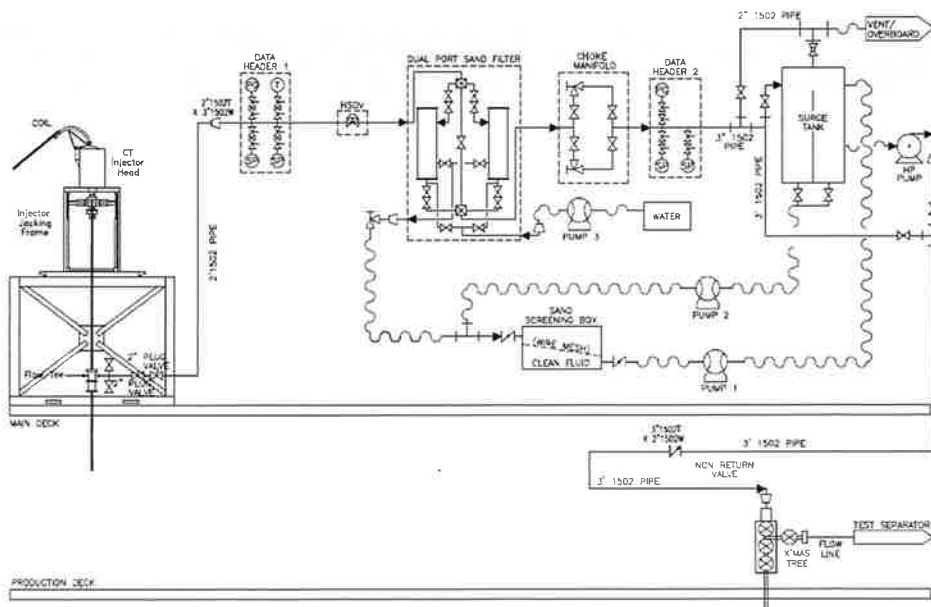 2" 1502 PIPE
VENT/
OVERBOARD
DATA
HEADER 1
DUAL PORT SAND FILTER
CHOKE
MANIFOLD
DATA
HEADER 2
2"1502T
X 3"1502W
HSDV
COIL
CT
Injector
Head
SURGE
TANK
3" 1502
PIPE
HP
PUMP
Injector
Jacking
Frame
2"1502 PIPE
3" 1502 PIPE
WATER
PUMP 3
PUMP 2
SAND
SCREENING BOX
(WIRE MESH)
CLEAN FLUID
PUMP 1
2" PLUG
VALVE
Flow Tee
2" PLUG
VALVE
MAIN DECK
3"1502T
X 2"1502W
3" 1502 PIPE
NON RETURN
VALVE
3" 1502 PIPE
TEST SEPARATOR
FLOW
LINE
X'MAS
TREE
PRODUCTION DECK